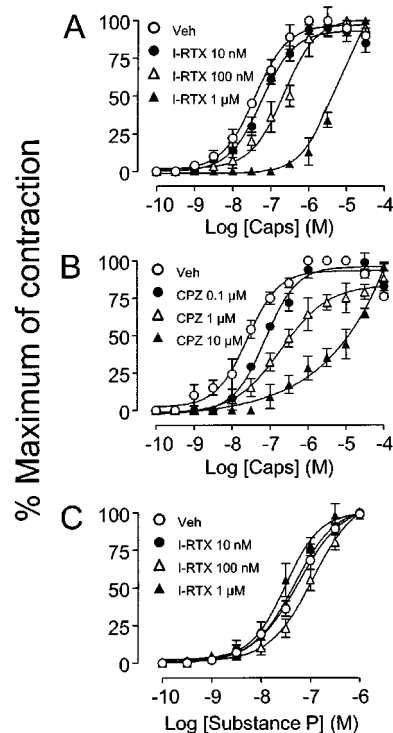 % Maximum of contraction
A
100
75
50
25
0
Veh
I-RTX 10 nM
I-RTX 100 nM
I-RTX 1 µM
-10 -9 -8 -7 -6 -5 -4
Log [Caps] (M)
B
100
75
50
25
0
Veh
CPZ 0.1 µM
CPZ 1 µM
CPZ 10 µM
-10 -9 -8 -7 -6 -5 -4
Log [Caps] (M)
C
100
75
50
25
0
Veh
I-RTX 10 nM
I-RTX 100 nM
I-RTX 1 µM
-10 -9 -8 -7 -6
Log [Substance P] (M)